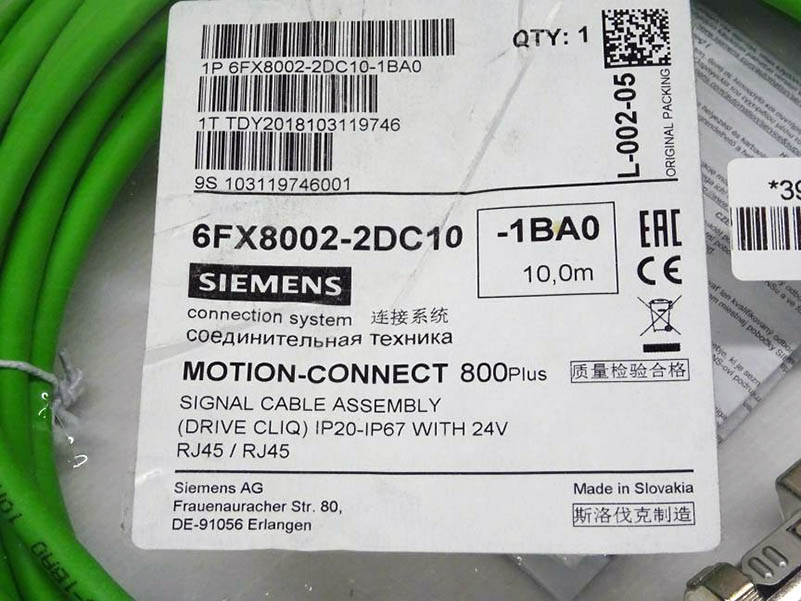 1P 6FX8002-2DC10-1BA0
QTY: 1
1T TDY2018103119746
9S 103119746001
L-002-05
ORIGINAL PACKING
6FX8002-2DC10
-1BA0
10,0m
EAC
CE
SIEMENS
connection system 连接系统
соединительная техника
MOTION-CONNECT 800Plus
质量检验合格
SIGNAL CABLE ASSEMBLY
(DRIVE CLIQ) IP20-IP67 WITH 24V
RJ45 / RJ45
Siemens AG
Frauenauracher Str. 80,
DE-91056 Erlangen
Made in Slovakia
斯洛伐克制造
*39